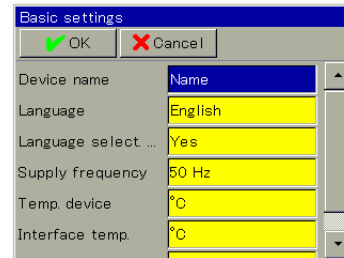 Basic settings
OK Cancel
Device name Name
Language English
Language select. ... Yes
Supply frequency 50 Hz
Temp. device °C
Interface temp. °C